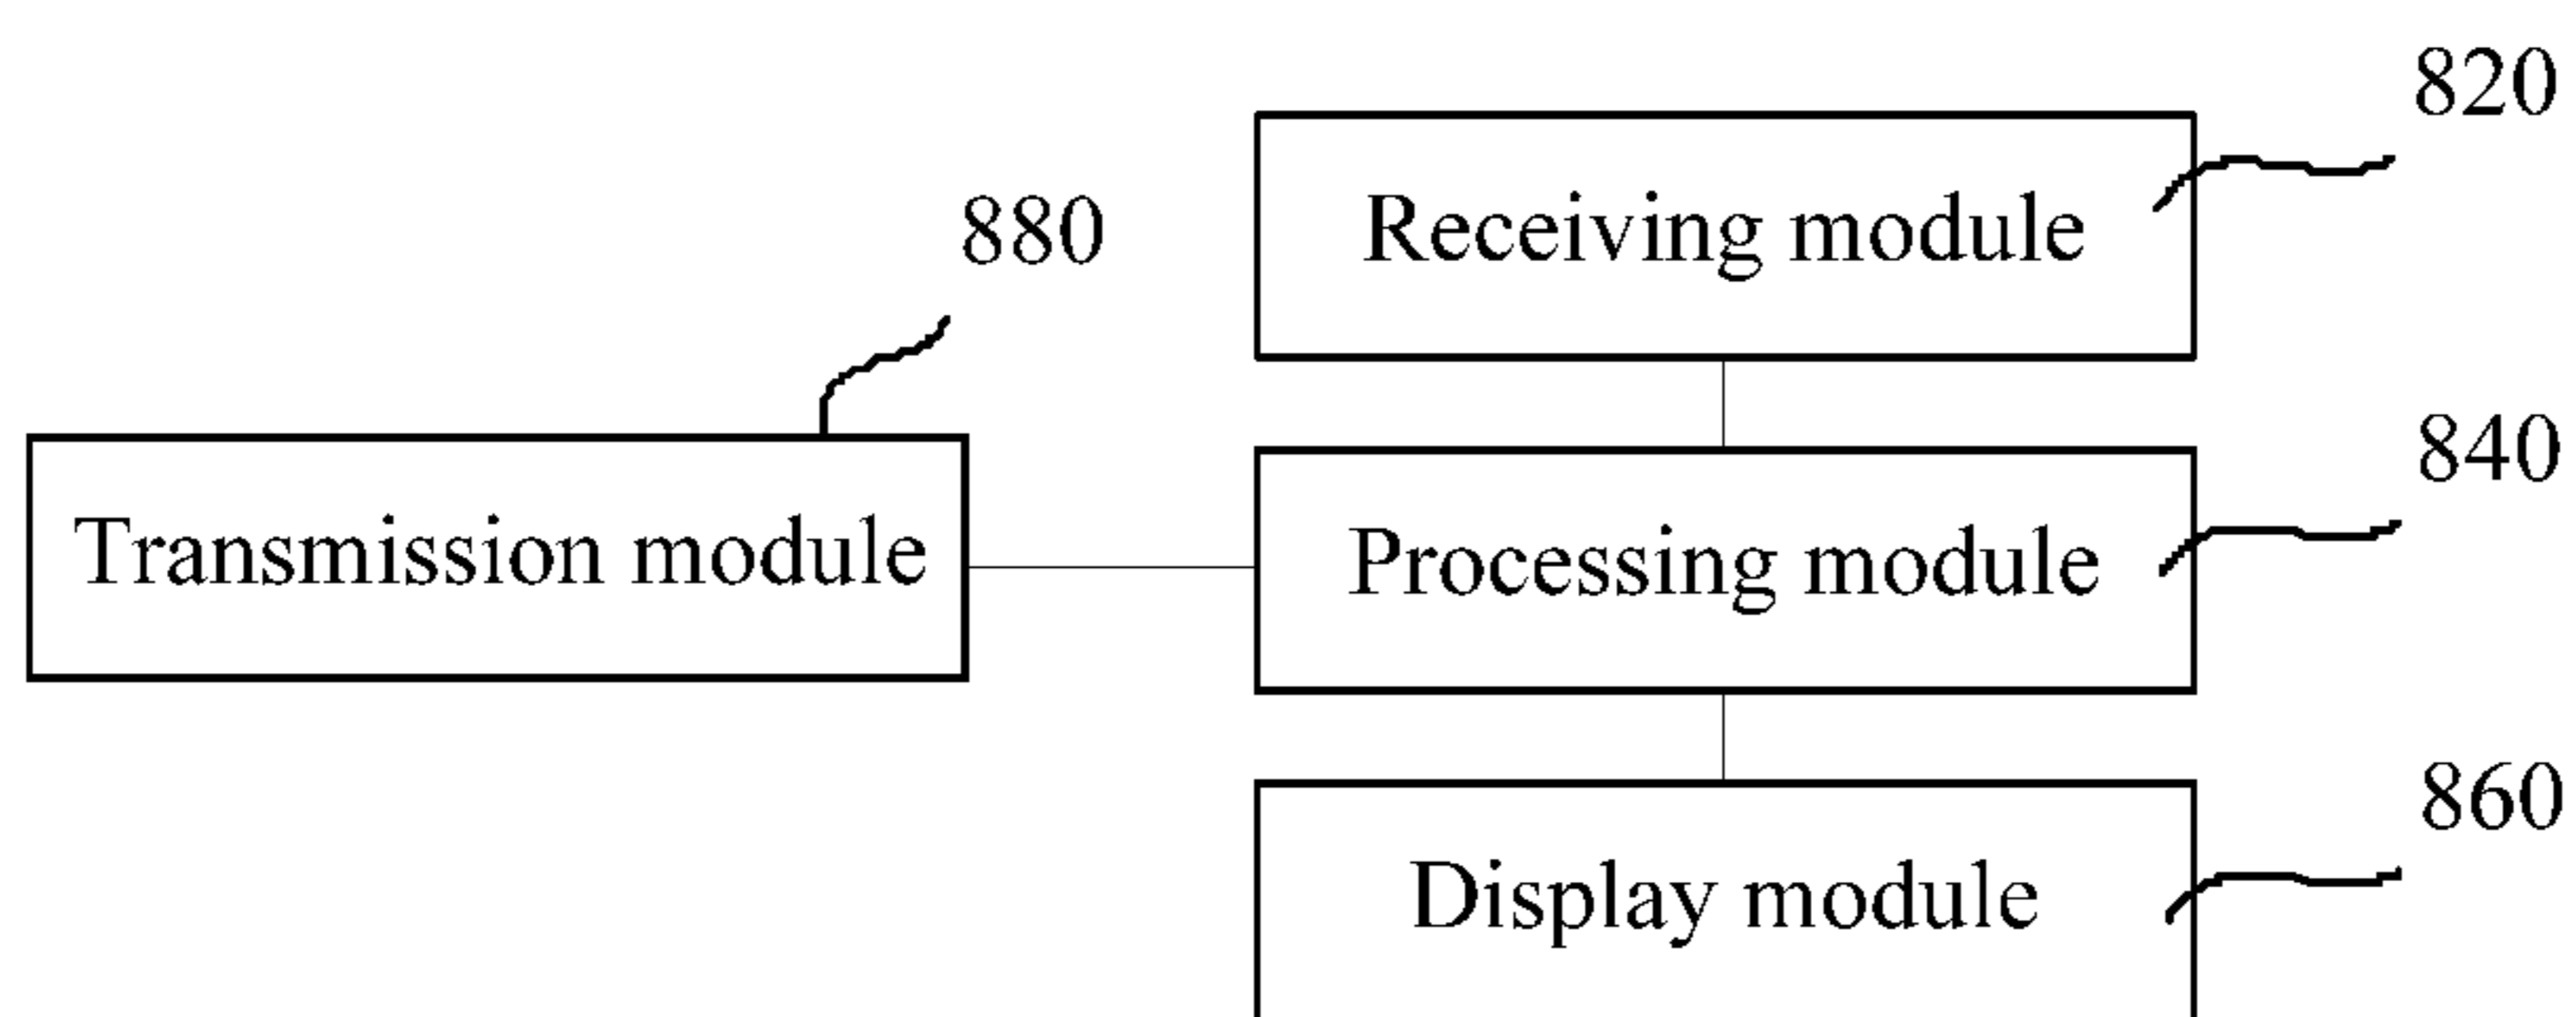 820
Receiving module
880
840
Transmission module
Processing module
860
Display module